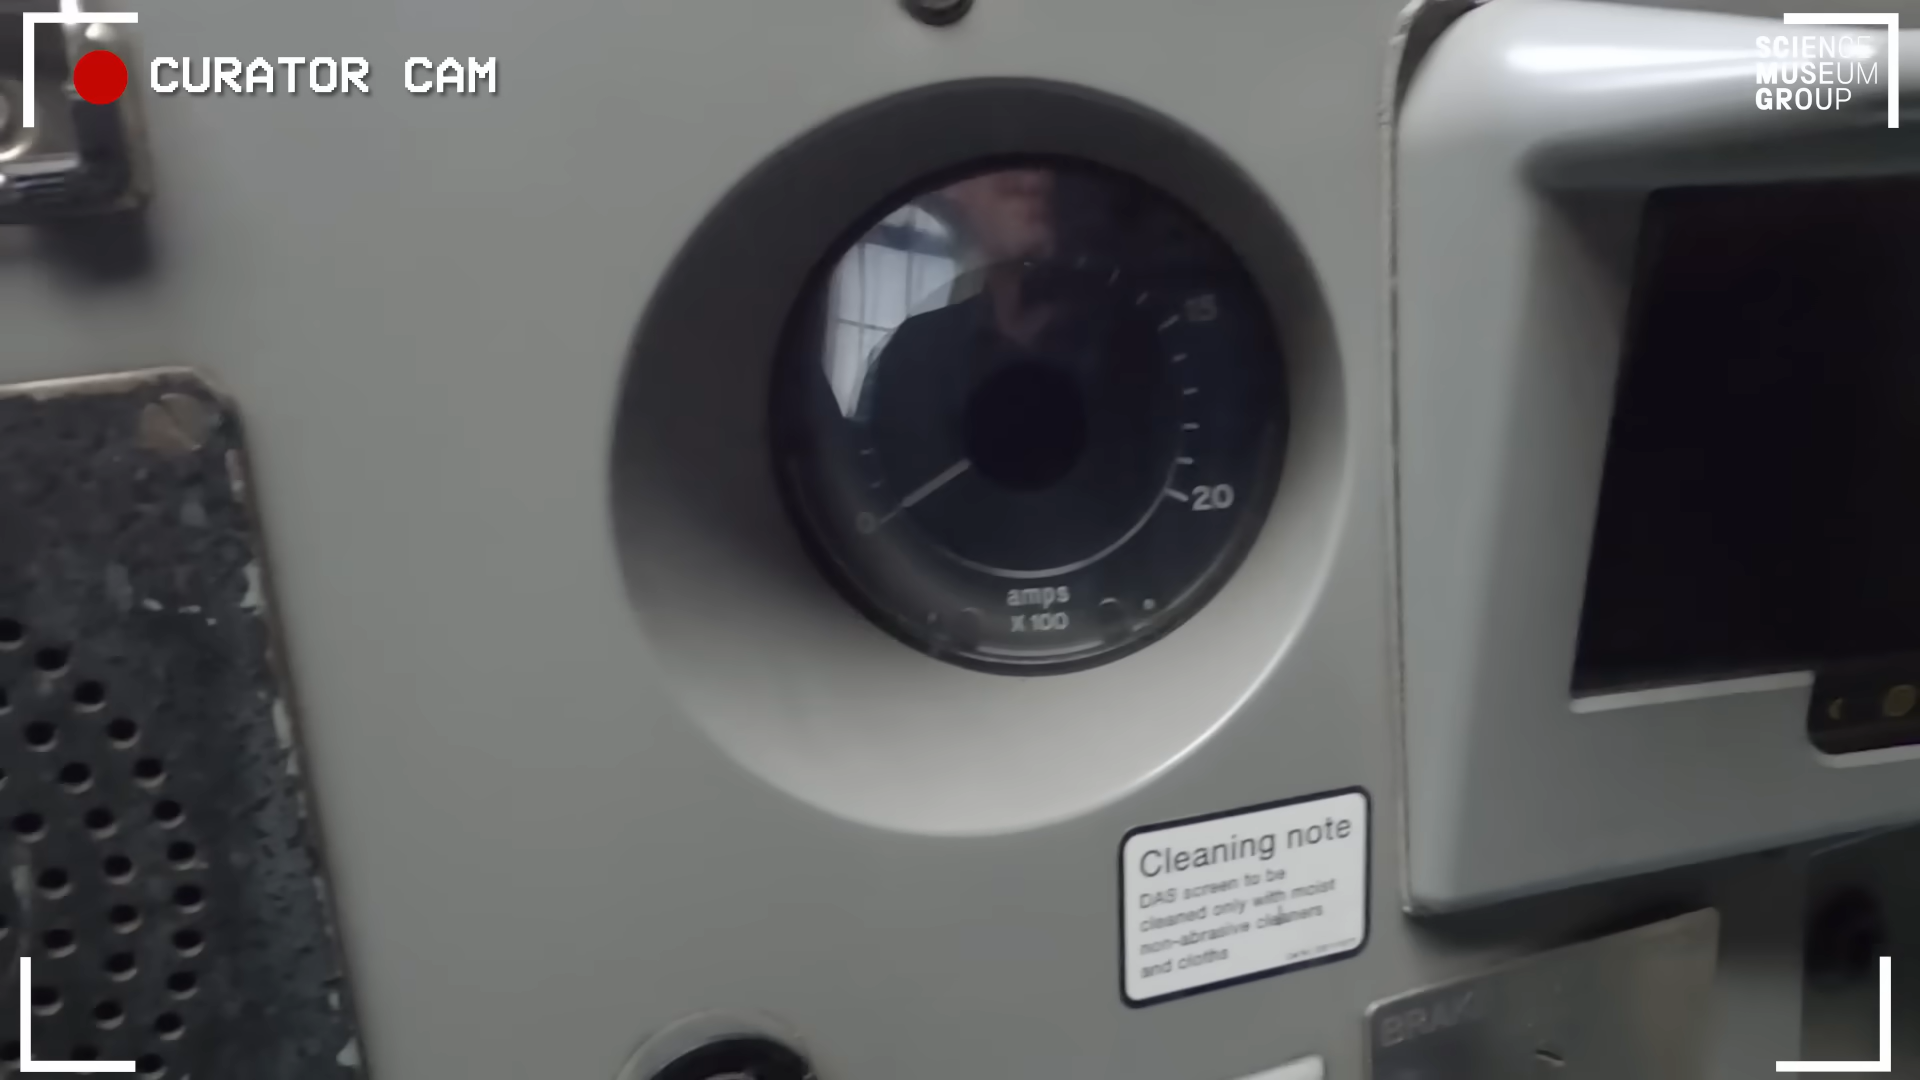 CURATOR CAM
SCIENCE
MUSEUM
GROUP
15
0
20
amps
X 100
Cleaning note
DAS screen to be
cleaned only with moist
non-abrasive cleaners
and cloths
BRAK